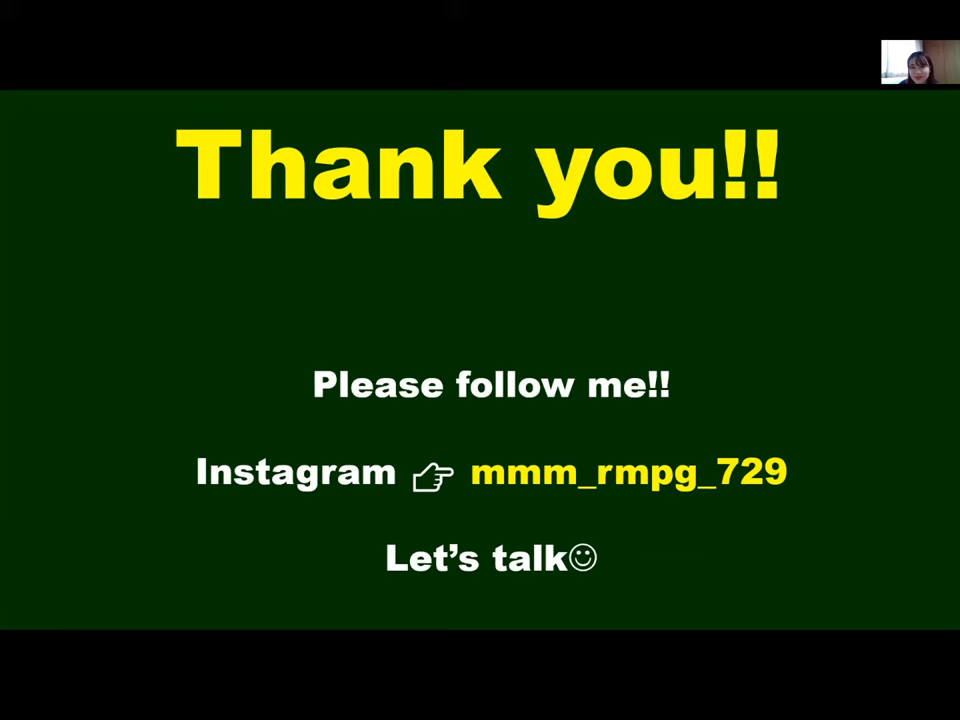 Thank you!!
Please follow me!!
Instagram 👉 mmm_rmpg_729
Let’s talk☺